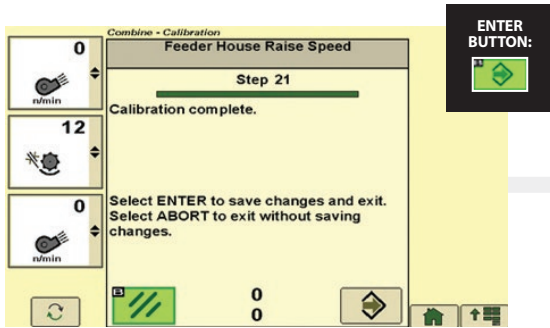 Combine - Calibration
0
n/min
12
0
n/min
Feeder House Raise Speed
Step 21
Calibration complete.
Select ENTER to save changes and exit.
Select ABORT to exit without saving
changes.
0
0
ENTER
BUTTON: